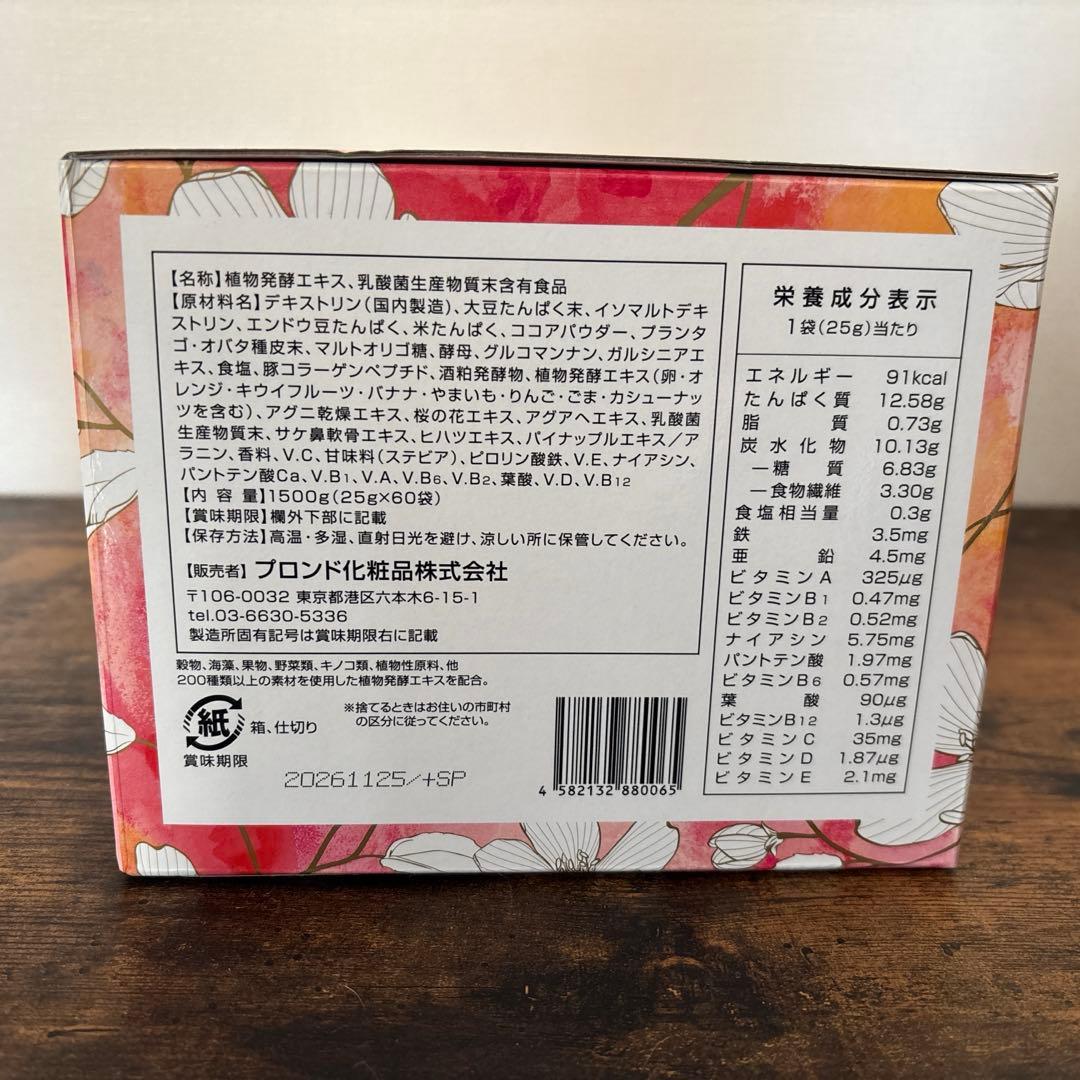 【名称】植物発酵エキス、乳酸菌生産物質末含有食品
【原材料名】デキストリン(国内製造)、大豆たんぱく末、イソマルトデキ
ストリン、エンドウ豆たんぱく、米たんぱく、ココアパウダー、プランタ
ゴ・オバタ種皮末、マルトオリゴ糖、酵母、グルコマンナン、ガルシニアエ
キス、食塩、豚コラーゲンペプチド、酒粕発酵物、植物発酵エキス(卵・オ
レンジ・キウイフルーツ・バナナ・やまいも・りんご・ごま・カシューナッ
ツを含む)、アグニ乾燥エキス、桜の花エキス、アグアヘエキス、乳酸菌
生産物質末、サケ鼻軟骨エキス、ヒハツエキス、パイナップルエキス/ア
ラニン、香料、V.C、甘味料(ステビア)、ピロリン酸鉄、V.E、ナイアシン、
パントテン酸Ca、V.B1、V.A、V.B6、V.B2、葉酸、V.D、V.B12
【内 容 量】1500g(25g×60袋)
【賞味期限】欄外下部に記載
【保存方法】高温・多湿、直射日光を避け、涼しい所に保管してください。
【販売者】プロンド化粧品株式会社
〒106-0032 東京都港区六本木6-15-1
tel.03-6630-5336
製造所固有記号は賞味期限右に記載
穀物、海藻、果物、野菜類、キノコ類、植物性原料、他
200種類以上の素材を使用した植物発酵エキスを配合。
紙
箱、仕切り
※捨てるときはお住いの市町村
の区分に従ってください。
賞味期限
20261125/+SP
4 582132 880065
栄養成分表示
1袋(25g)当たり
エネルギー 91kcal
たんぱく質 12.58g
脂質 0.73g
炭水化物 10.13g
―糖質 6.83g
―食物繊維 3.30g
食塩相当量 0.3g
鉄 3.5mg
亜鉛 4.5mg
ビタミンA 325μg
ビタミンB1 0.47mg
ビタミンB2 0.52mg
ナイアシン 5.75mg
パントテン酸 1.97mg
ビタミンB6 0.57mg
葉酸 90μg
ビタミンB12 1.3μg
ビタミンC 35mg
ビタミンD 1.87μg
ビタミンE 2.1mg